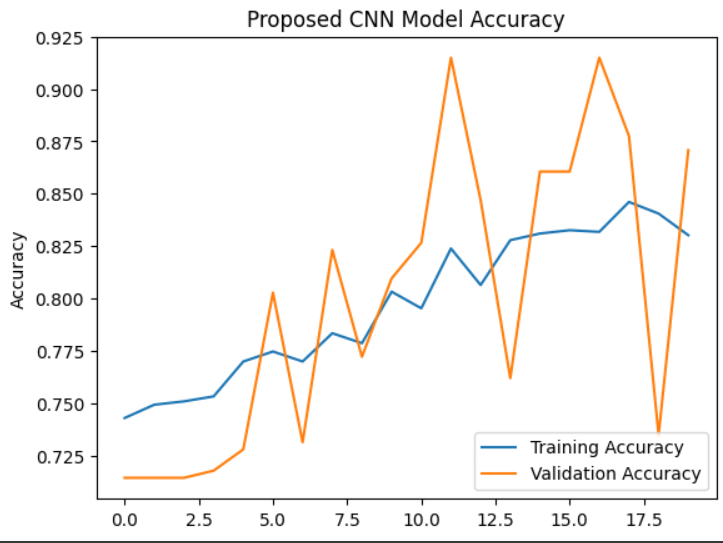 Proposed CNN Model Accuracy
0.925
0.900
0.875
0.850
0.825
0.800
0.775
0.750
0.725
Accuracy
Training Accuracy
Validation Accuracy
0.0 2.5 5.0 7.5 10.0 12.5 15.0 17.5